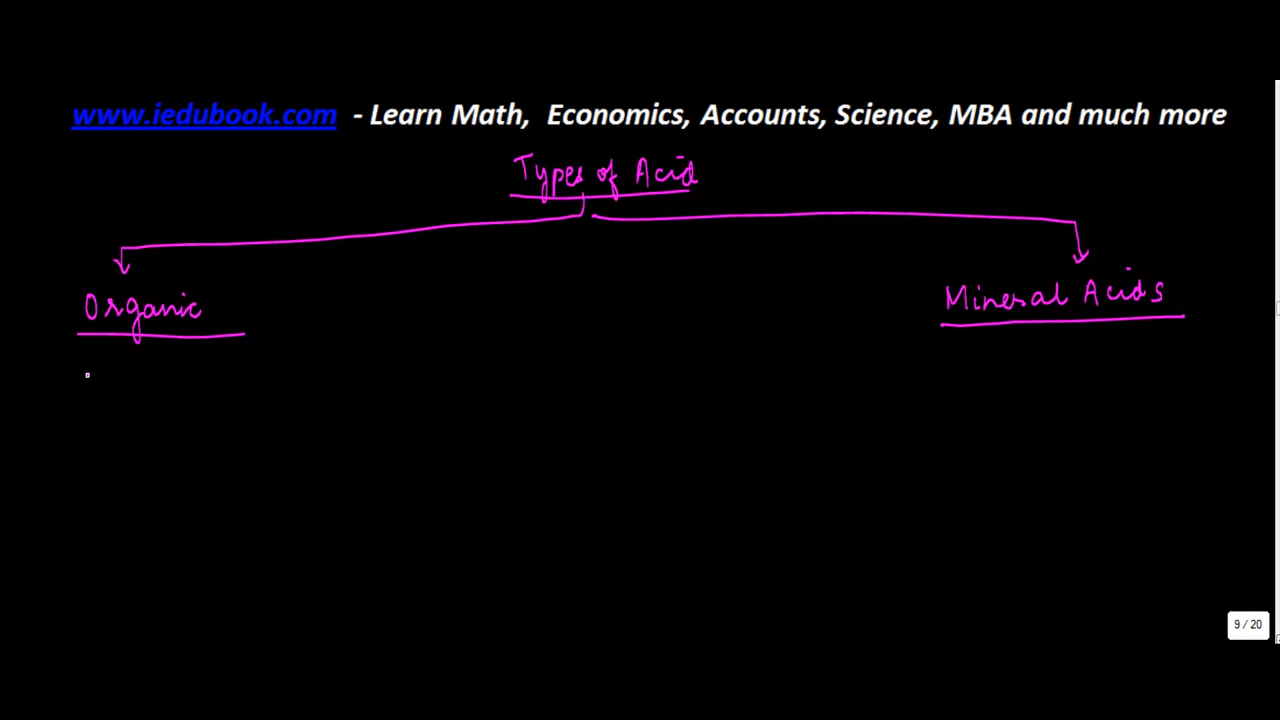 www.iedubook.com - Learn Math, Economics, Accounts, Science, MBA and much more
Types of Acid
Organic
Mineral Acids
9 / 20